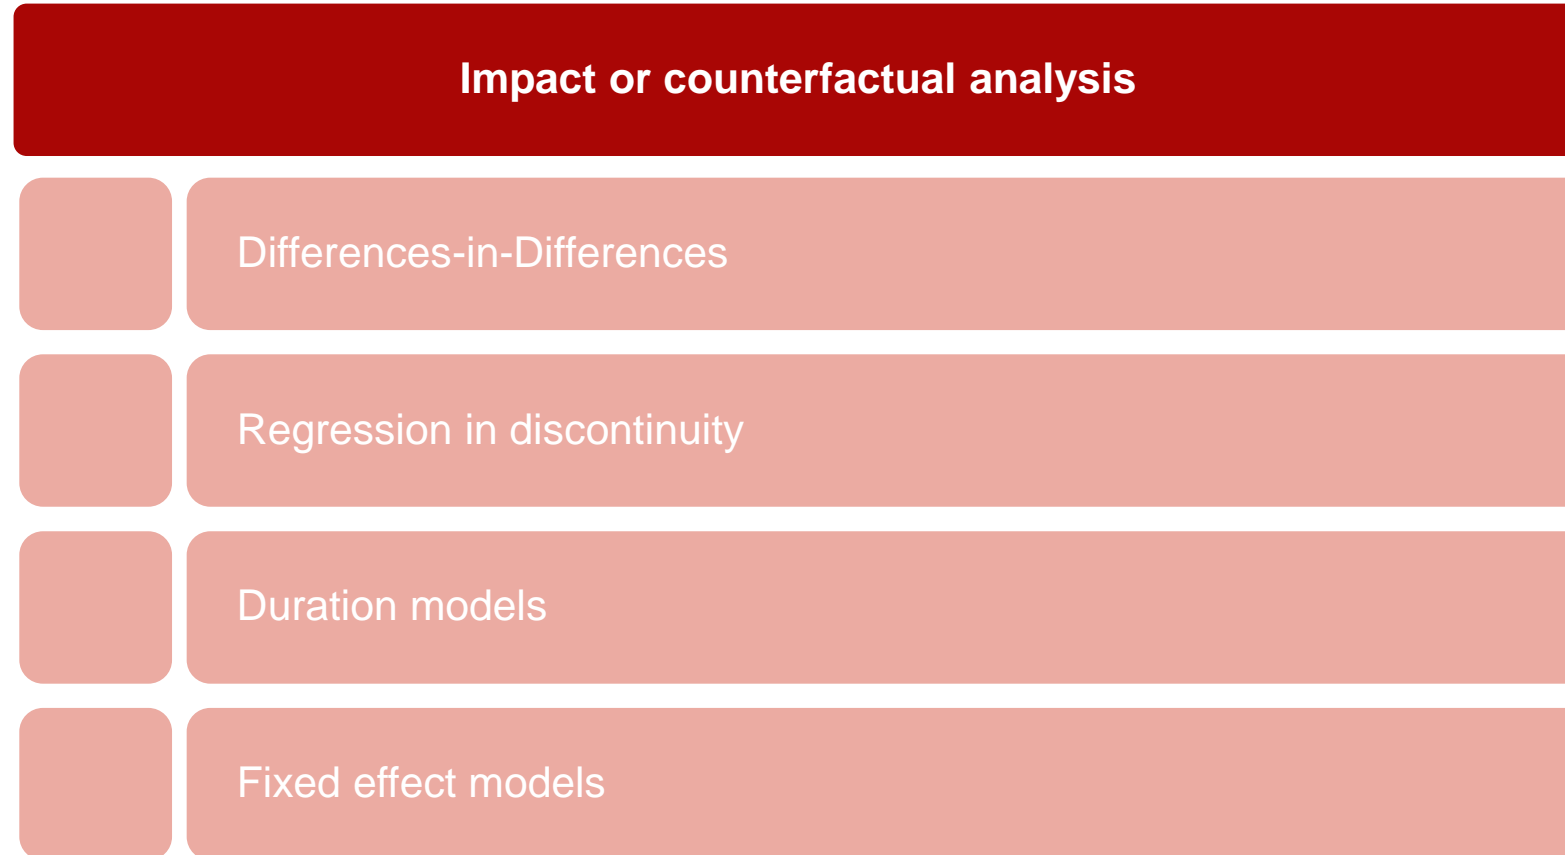 Impact or counterfactual analysis
Differences-in-Differences
Regression in discontinuity
Duration models
Fixed effect models